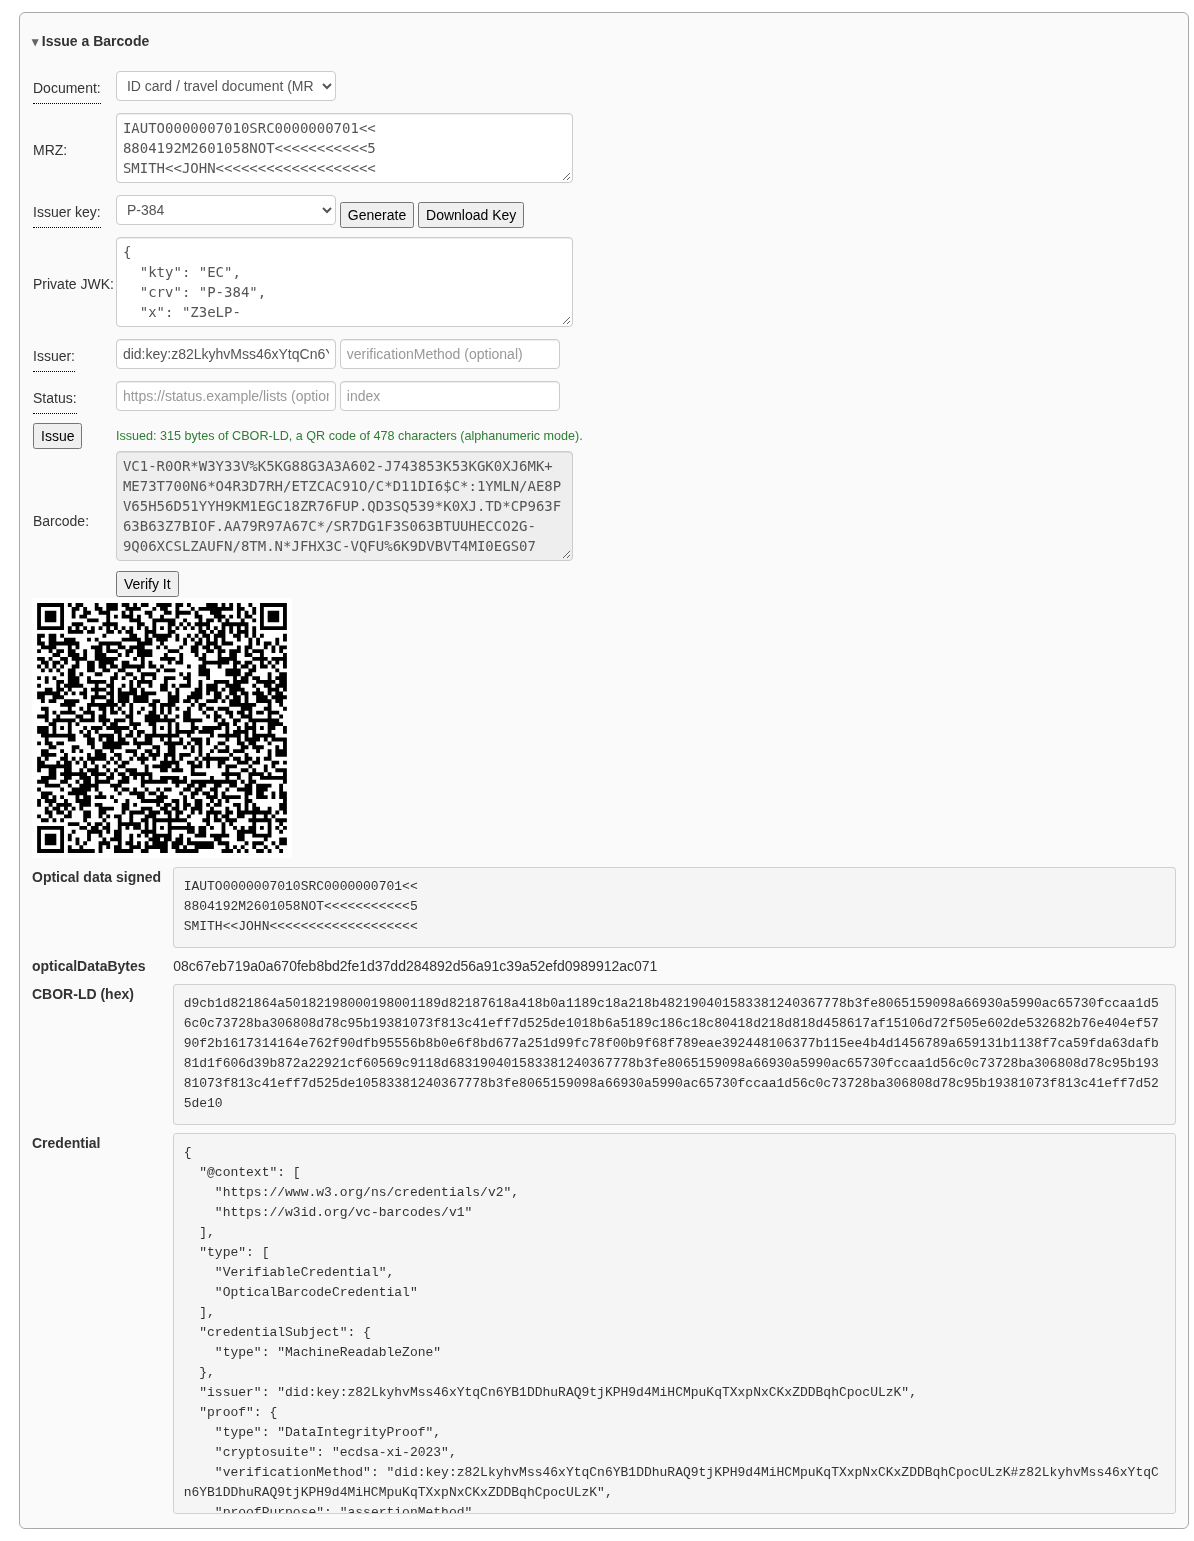 ▾ Issue a Barcode
Document: ID card / travel document (MR
MRZ:
IAUTO0000007010SRC0000000701<<
8804192M2601058NOT<<<<<<<<<<<5
SMITH<<JOHN<<<<<<<<<<<<<<<<<<<
Issuer key: P-384 Generate Download Key
Private JWK:
{
"kty": "EC",
"crv": "P-384",
"x": "Z3eLP-
Issuer: did:key:z82LkyhvMss46xYtqCn6Y verificationMethod (optional)
Status: https://status.example/lists (option index
Issue Issued: 315 bytes of CBOR-LD, a QR code of 478 characters (alphanumeric mode).
Barcode:
VC1-R0OR*W3Y33V%K5KG88G3A3A602-J743853K53KGK0XJ6MK+
ME73T700N6*O4R3D7RH/ETZCAC91O/C*D11DI6$C*:1YMLN/AE8P
V65H56D51YYH9KM1EGC18ZR76FUP.QD3SQ539*K0XJ.TD*CP963F
63B63Z7BIOF.AA79R97A67C*/SR7DG1F3S063BTUUHECCO2G-
9Q06XCSLZAUFN/8TM.N*JFHX3C-VQFU%6K9DVBVT4MI0EGS07
Verify It
Optical data signed
IAUTO0000007010SRC0000000701<<
8804192M2601058NOT<<<<<<<<<<<5
SMITH<<JOHN<<<<<<<<<<<<<<<<<<<
opticalDataBytes 08c67eb719a0a670feb8bd2fe1d37dd284892d56a91c39a52efd0989912ac071
CBOR-LD (hex)
d9cb1d821864a50182198000198001189d82187618a418b0a1189c18a218b482190401583381240367778b3fe8065159098a66930a5990ac65730fccaa1d5
6c0c73728ba306808d78c95b19381073f813c41eff7d525de1018b6a5189c186c18c80418d218d818d458617af15106d72f505e602de532682b76e404ef57
90f2b1617314164e762f90dfb95556b8b0e6f8bd677a251d99fc78f00b9f68f789eae392448106377b115ee4b4d1456789a659131b1138f7ca59fda63dafb
81d1f606d39b872a22921cf60569c9118d6831904015833812403677​78b3fe8065159098a66930a5990ac65730fccaa1d56c0c73728ba306808d78c95b193
81073f813c41eff7d525de10583381240367778b3fe8065159098a66930a5990ac65730fccaa1d56c0c73728ba306808d78c95b19381073f813c41eff7d52
5de10
Credential
{
"@context": [
"https://www.w3.org/ns/credentials/v2",
"https://w3id.org/vc-barcodes/v1"
],
"type": [
"VerifiableCredential",
"OpticalBarcodeCredential"
],
"credentialSubject": {
"type": "MachineReadableZone"
},
"issuer": "did:key:z82LkyhvMss46xYtqCn6YB1DDhuRAQ9tjKPH9d4MiHCMpuKqTXxpNxCKxZDDBqhCpocULzK",
"proof": {
"type": "DataIntegrityProof",
"cryptosuite": "ecdsa-xi-2023",
"verificationMethod": "did:key:z82LkyhvMss46xYtqCn6YB1DDhuRAQ9tjKPH9d4MiHCMpuKqTXxpNxCKxZDDBqhCpocULzK#z82LkyhvMss46xYtqC
n6YB1DDhuRAQ9tjKPH9d4MiHCMpuKqTXxpNxCKxZDDBqhCpocULzK",
"proofPurpose": "assertionMethod"